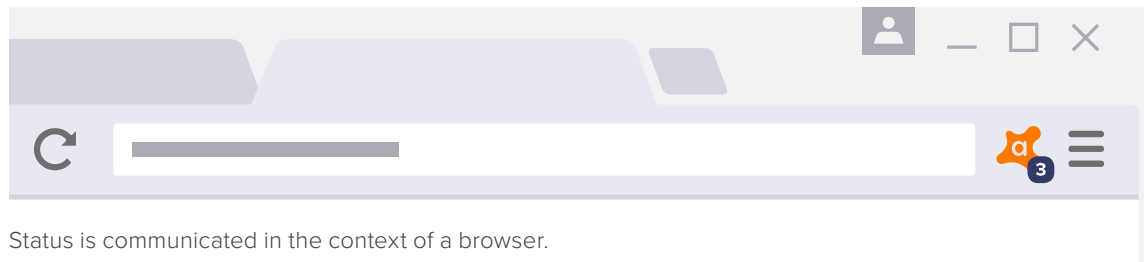 a
3
Status is communicated in the context of a browser.